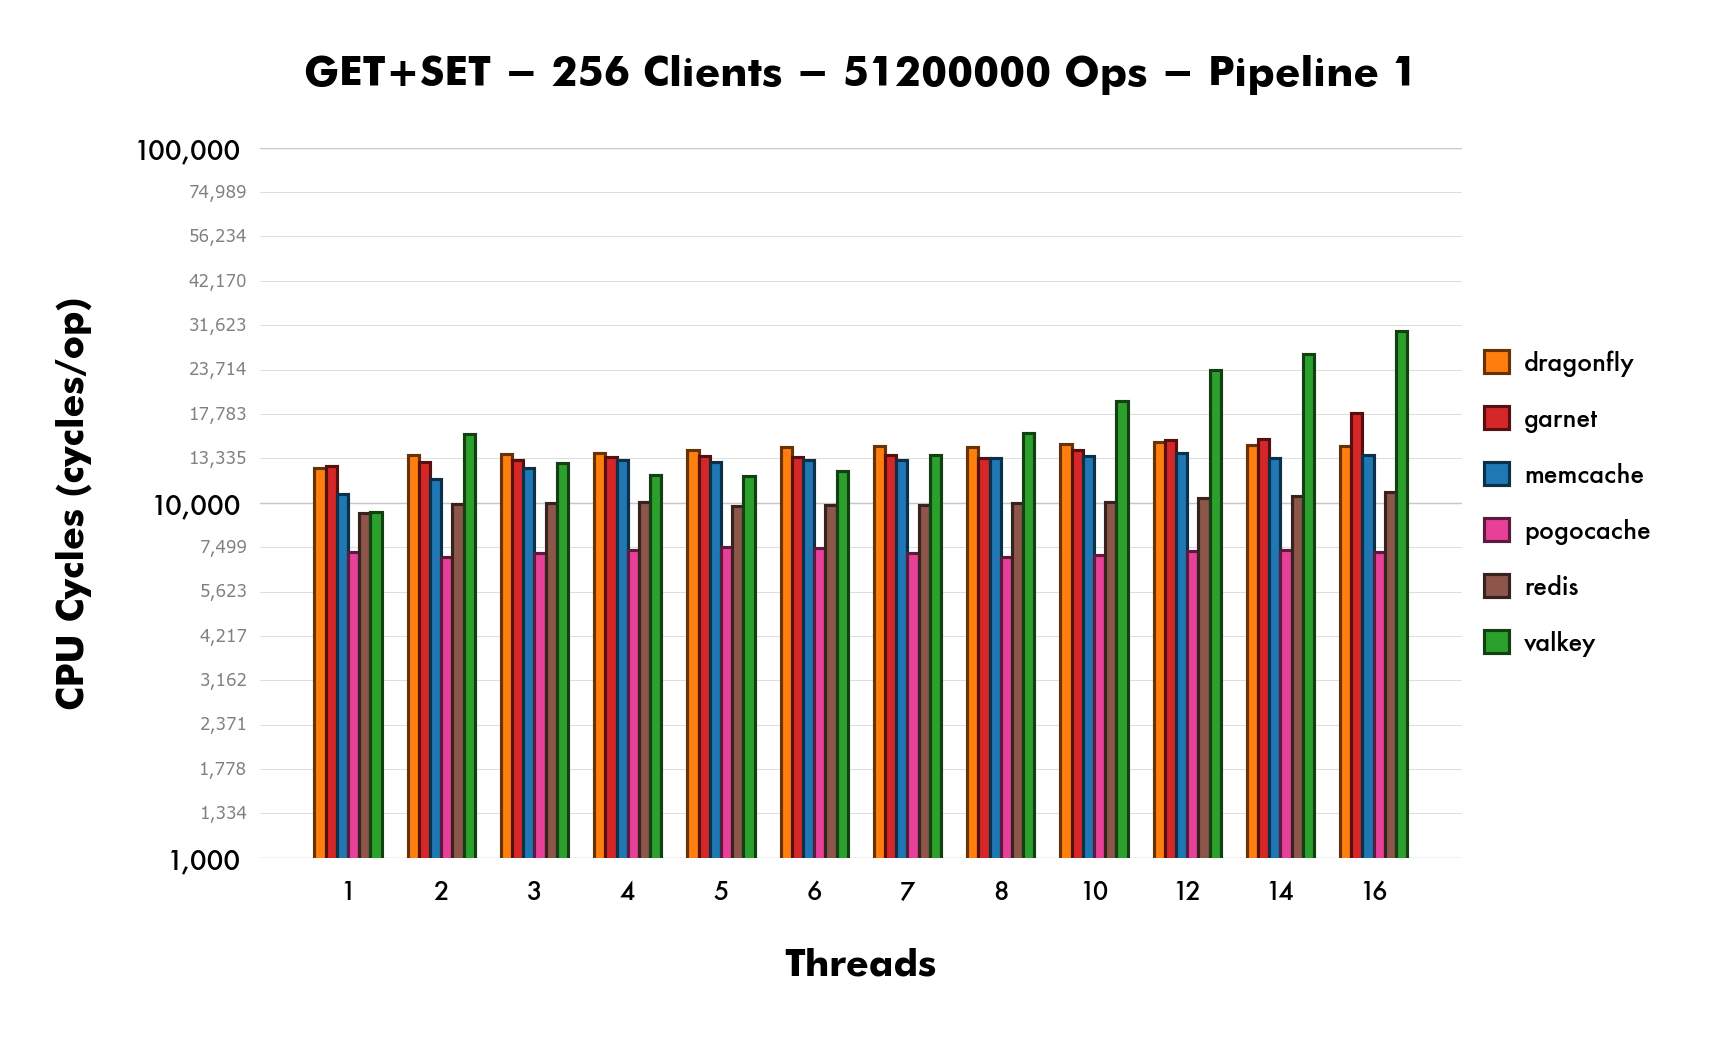 GET+SET – 256 Clients – 51200000 Ops – Pipeline 1
CPU Cycles (cycles/op)
100,000
74,989
56,234
42,170
31,623
23,714
17,783
13,335
10,000
7,499
5,623
4,217
3,162
2,371
1,778
1,334
1,000
1 2 3 4 5 6 7 8 10 12 14 16
Threads
dragonfly
garnet
memcache
pogocache
redis
valkey